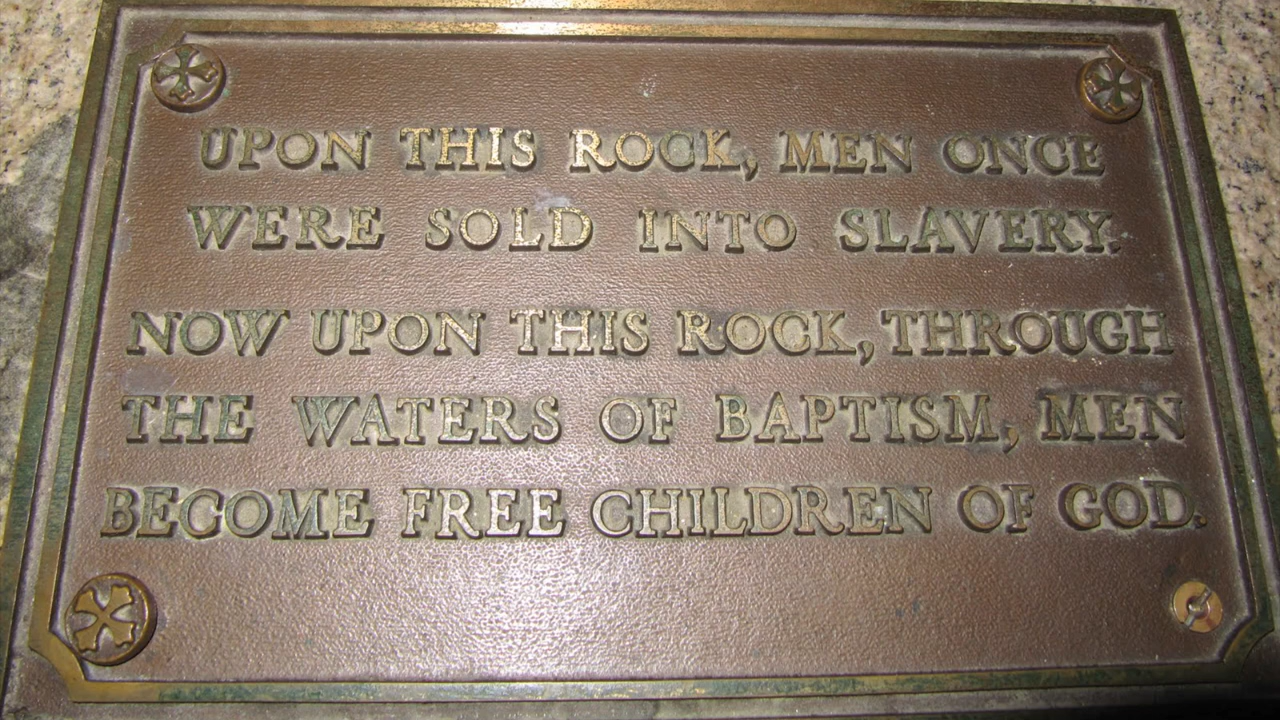 UPON THIS ROCK, MEN ONCE
WERE SOLD INTO SLAVERY.
NOW UPON THIS ROCK, THROUGH
THE WATERS OF BAPTISM, MEN
BECOME FREE CHILDREN OF GOD.